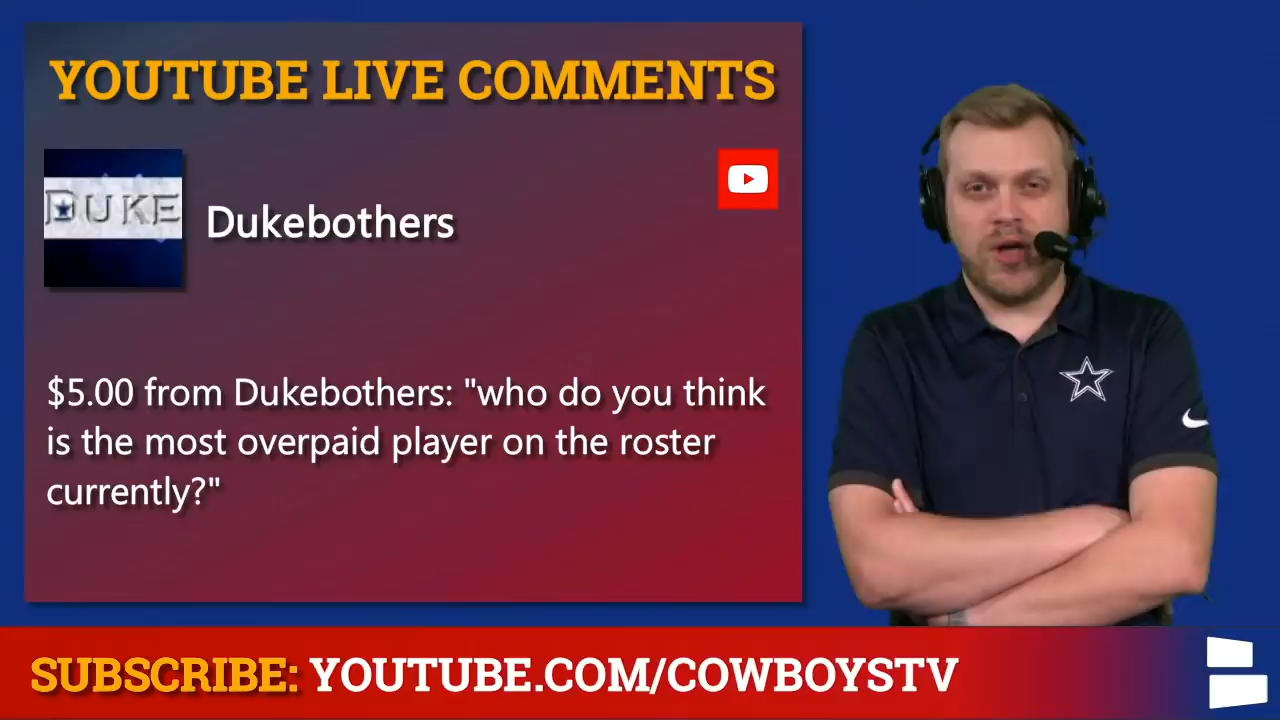 YOUTUBE LIVE COMMENTS
DUKE
Dukebothers
$5.00 from Dukebothers: "who do you think
is the most overpaid player on the roster
currently?"
SUBSCRIBE: YOUTUBE.COM/COWBOYSTV